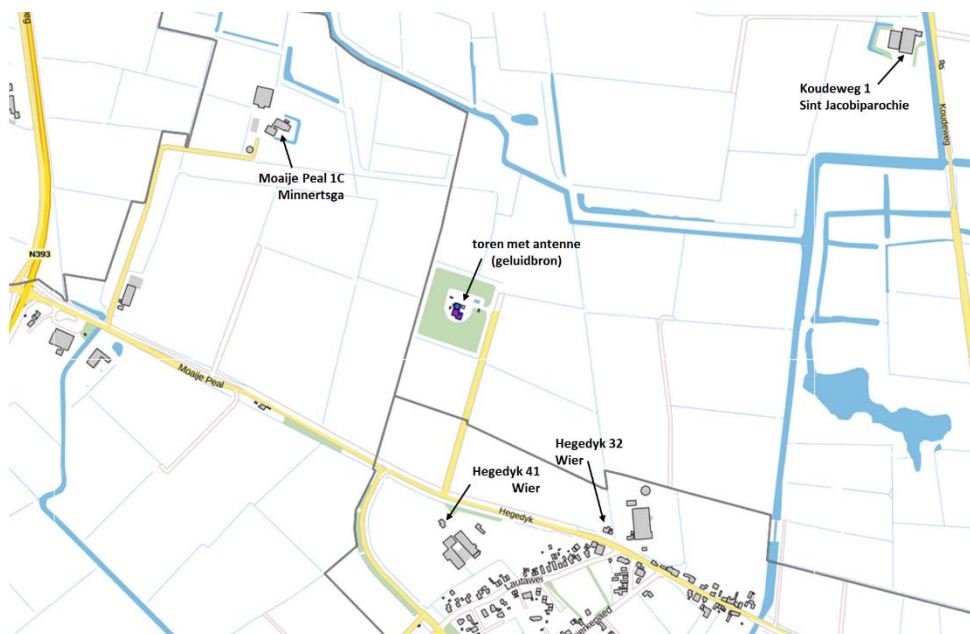 Koudeweg 1
Sint Jacobiparochie
Koudeweg
Moaije Peal 1C
Minnertsga
toren met antenne
(geluidbron)
N393
Moaije Peal
Hegedyk 32
Wier
Hegedyk 41
Wier
Hegedyk
Lautawei